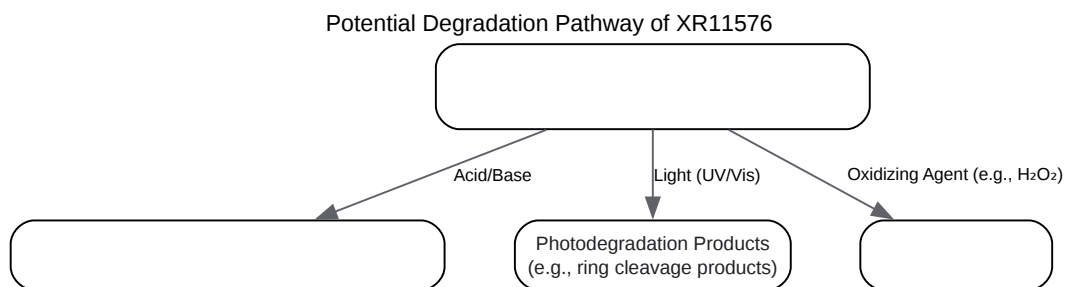 Potential Degradation Pathway of XR11576
Acid/Base
Light (UV/Vis)
Oxidizing Agent (e.g., H₂O₂)
Photodegradation Products
(e.g., ring cleavage products)